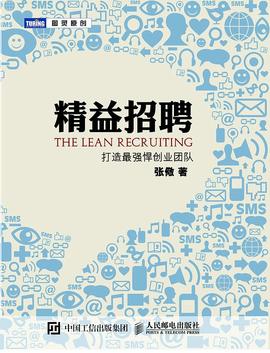 TURING 图灵原创
精益招聘
THE LEAN RECRUITING
打造最强悍创业团队
张儆 著
中国工信出版集团 人民邮电出版社
POSTS & TELECOM PRESS